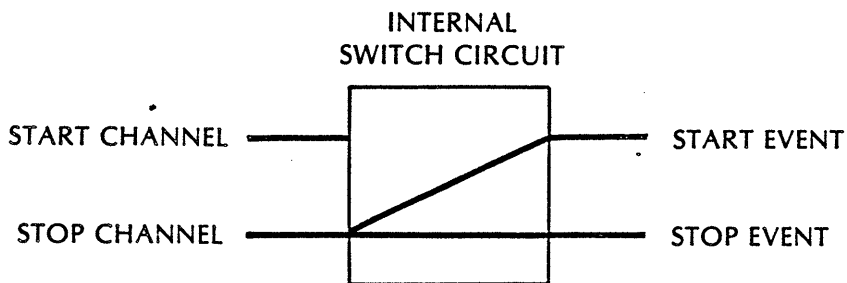 INTERNAL
SWITCH CIRCUIT
START CHANNEL
START EVENT
STOP CHANNEL
STOP EVENT